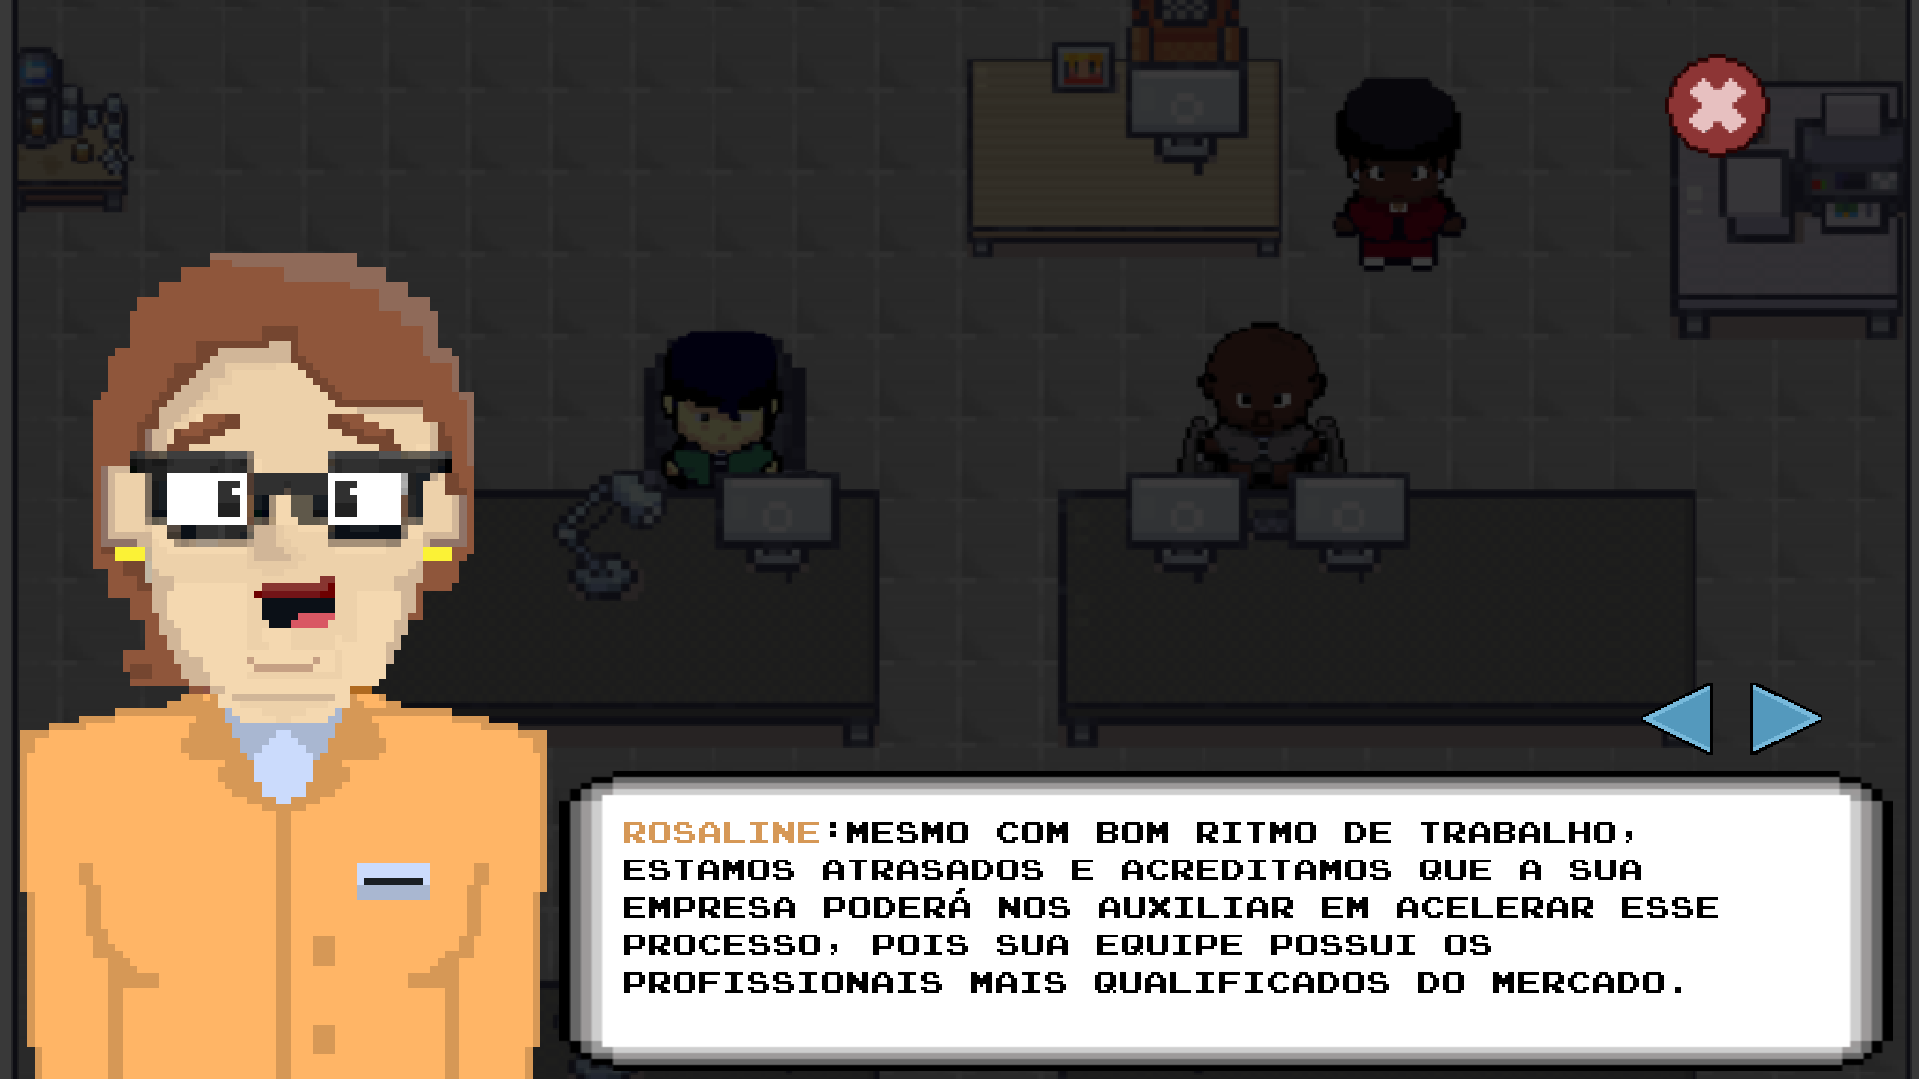 ROSALINE:MESMO COM BOM RITMO DE TRABALHO,
ESTAMOS ATRASADOS E ACREDITAMOS QUE A SUA
EMPRESA PODERÁ NOS AUXILIAR EM ACELERAR ESSE
PROCESSO, POIS SUA EQUIPE POSSUI OS
PROFISSIONAIS MAIS QUALIFICADOS DO MERCADO.